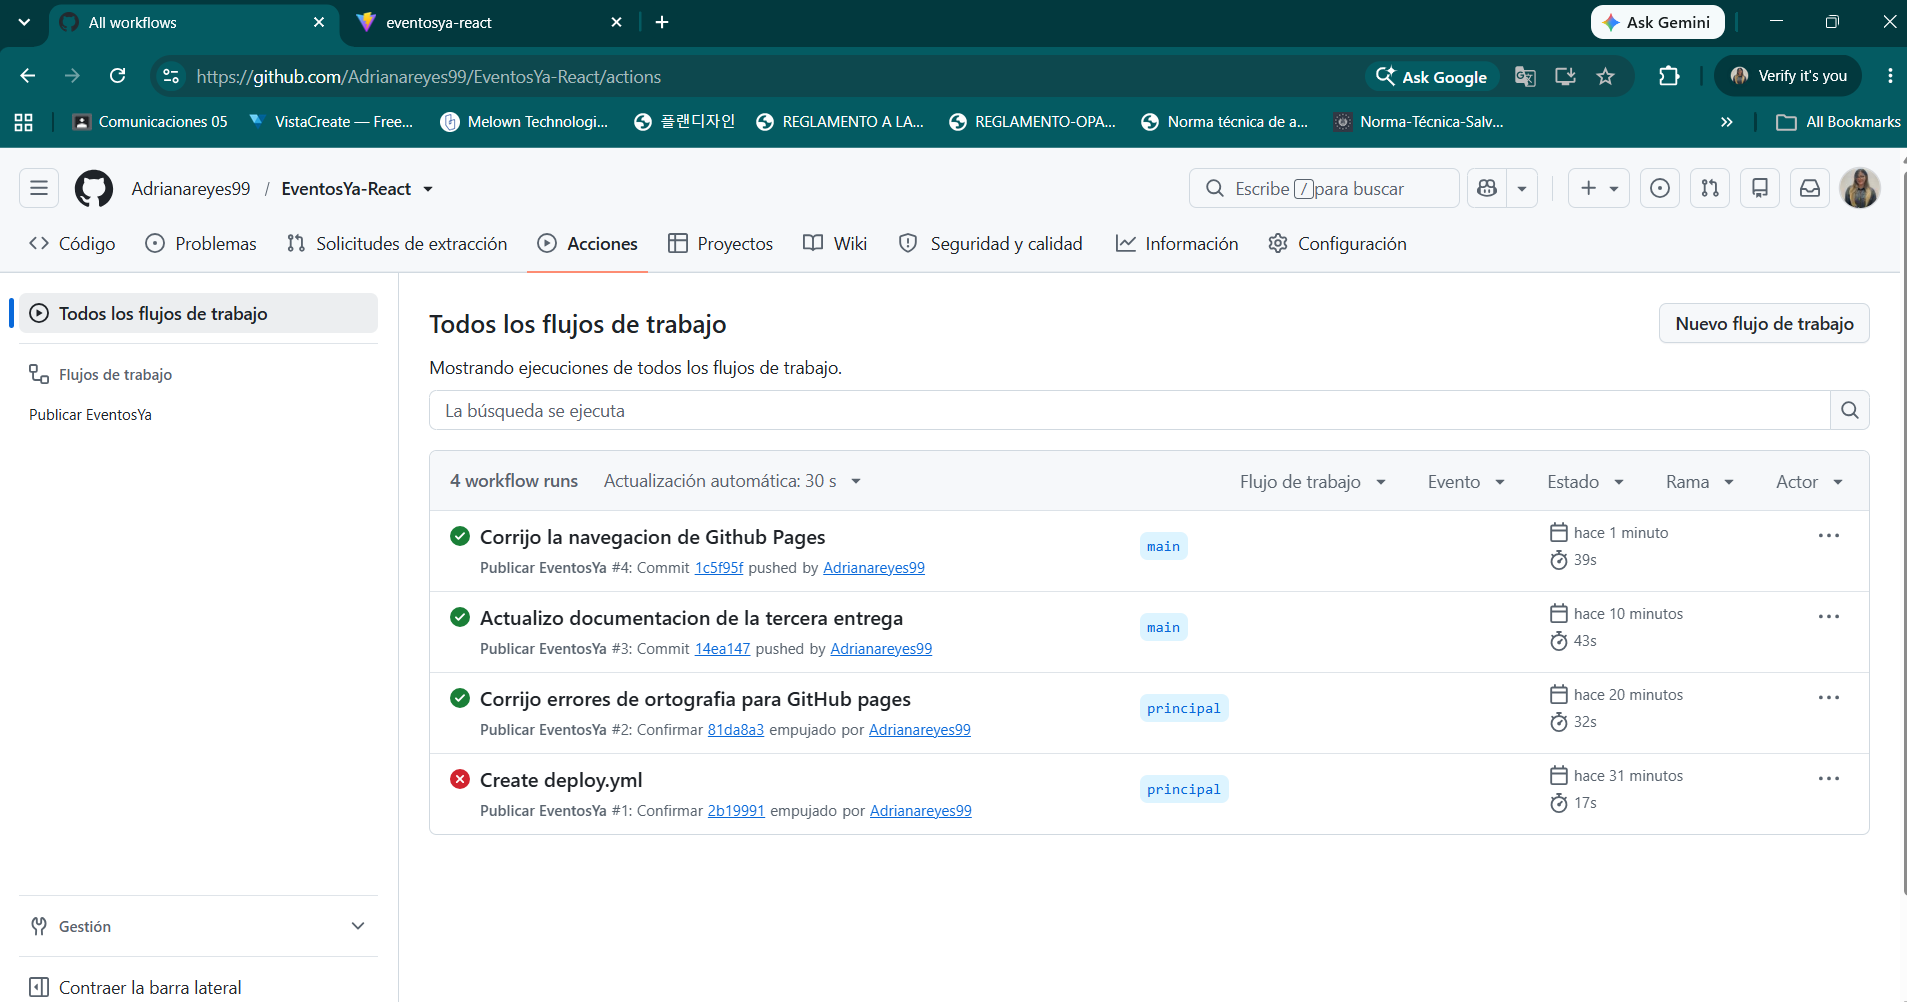 All workflows
eventosya-react
Ask Gemini
https://github.com/Adrianareyes99/EventosYa-React/actions
Ask Google
Verify it's you
Comunicaciones 05
VistaCreate — Free...
Melown Technologi...
플랜디자인
REGLAMENTO A LA...
REGLAMENTO-OPA...
Norma técnica de a...
Norma-Técnica-Salv...
All Bookmarks
Adrianareyes99 / EventosYa-React
Escribe / para buscar
Código
Problemas
Solicitudes de extracción
Acciones
Proyectos
Wiki
Seguridad y calidad
Información
Configuración
Todos los flujos de trabajo
Flujos de trabajo
Publicar EventosYa
Gestión
Contraer la barra lateral
Todos los flujos de trabajo
Nuevo flujo de trabajo
Mostrando ejecuciones de todos los flujos de trabajo.
La búsqueda se ejecuta
4 workflow runs
Actualización automática: 30 s
Flujo de trabajo
Evento
Estado
Rama
Actor
Corrijo la navegacion de Github Pages
Publicar EventosYa #4: Commit 1c5f95f pushed by Adrianareyes99
main
hace 1 minuto
39s
Actualizo documentacion de la tercera entrega
Publicar EventosYa #3: Commit 14ea147 pushed by Adrianareyes99
main
hace 10 minutos
43s
Corrijo errores de ortografia para GitHub pages
Publicar EventosYa #2: Confirmar 81da8a3 empujado por Adrianareyes99
principal
hace 20 minutos
32s
Create deploy.yml
Publicar EventosYa #1: Confirmar 2b19991 empujado por Adrianareyes99
principal
hace 31 minutos
17s